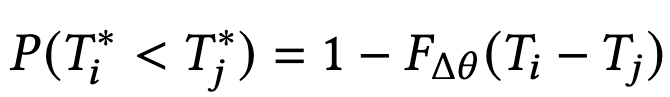 P(T_i^* < T_j^*) = 1 − F_{Δθ}(T_i − T_j)